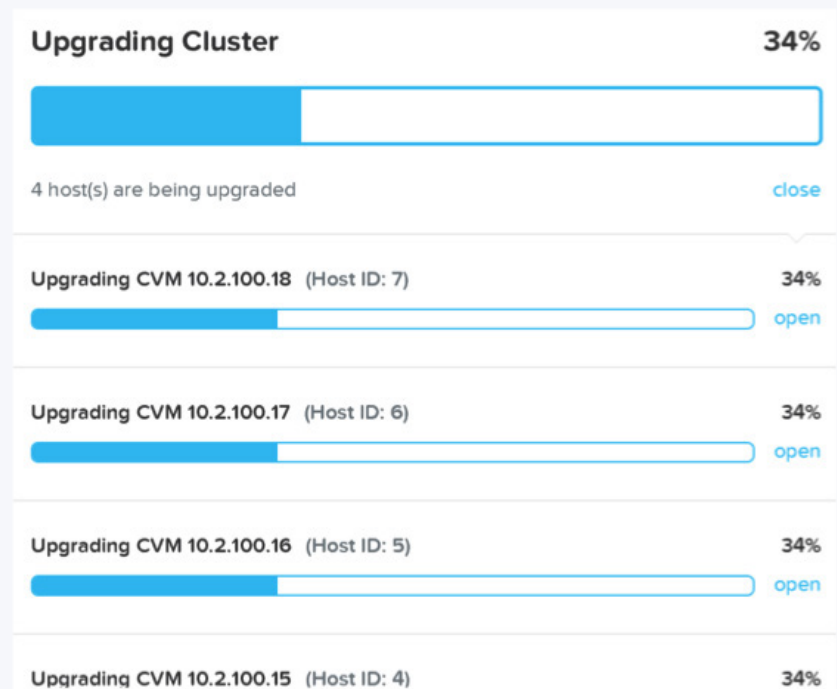 Upgrading Cluster 34%
4 host(s) are being upgraded close
Upgrading CVM 10.2.100.18 (Host ID: 7) 34%
open
Upgrading CVM 10.2.100.17 (Host ID: 6) 34%
open
Upgrading CVM 10.2.100.16 (Host ID: 5) 34%
open
Upgrading CVM 10.2.100.15 (Host ID: 4) 34%